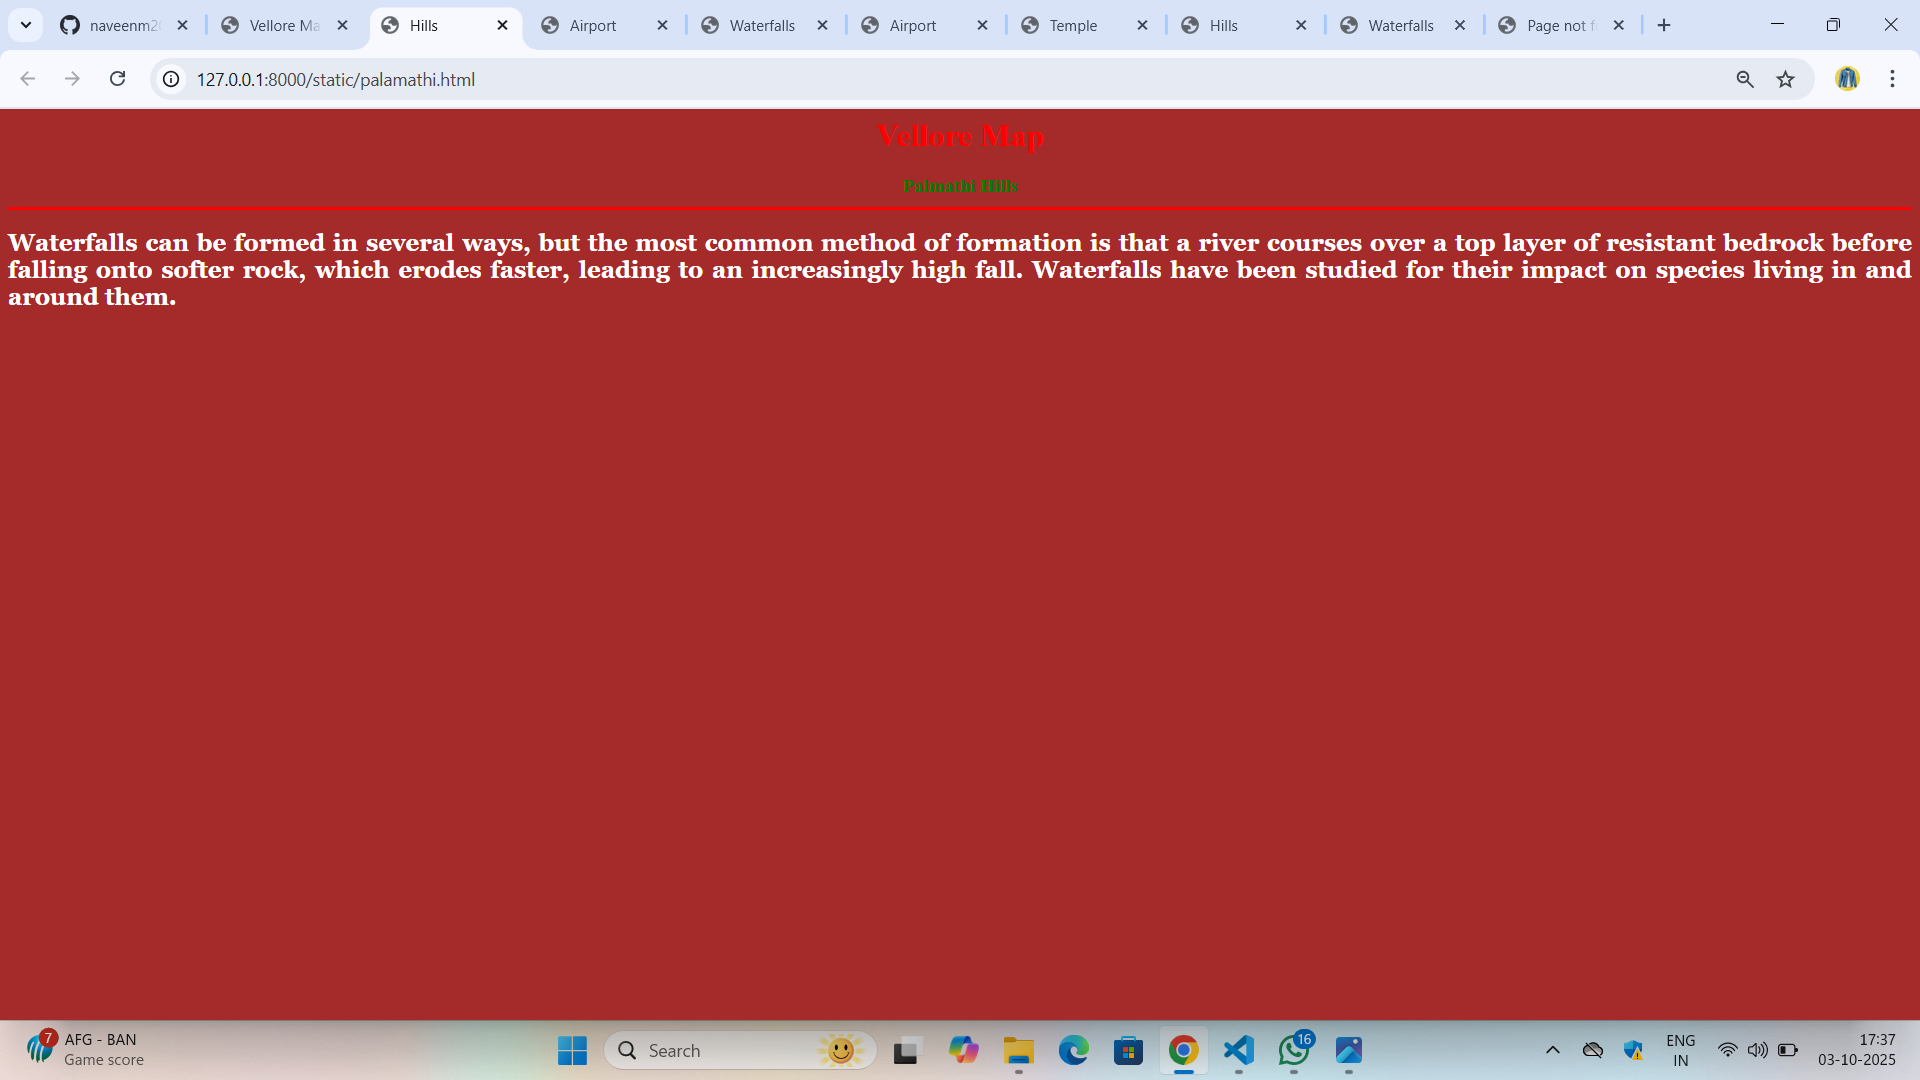 naveenm2
Vellore Ma
Hills
Airport
Waterfalls
Airport
Temple
Hills
Waterfalls
Page not f
127.0.0.1:8000/static/palamathi.html
Vellore Map
Palmathi Hills
Waterfalls can be formed in several ways, but the most common method of formation is that a river courses over a top layer of resistant bedrock before
falling onto softer rock, which erodes faster, leading to an increasingly high fall. Waterfalls have been studied for their impact on species living in and
around them.
7
AFG - BAN
Game score
Search
16
ENG
IN
17:37
03-10-2025